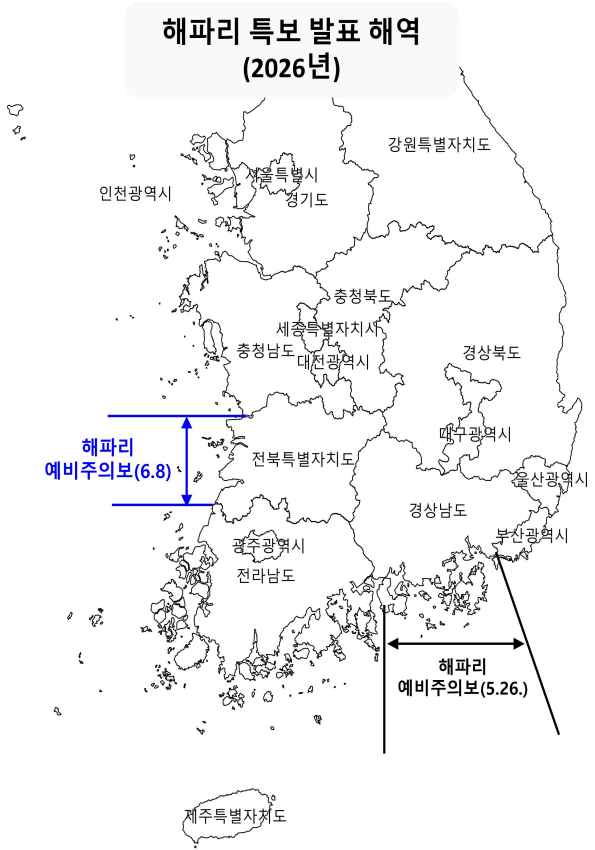 해파리 특보 발표 해역
(2026년)
강원특별자치도
서울특별시
인천광역시
경기도
충청북도
세종특별자치시
충청남도
대전광역시
경상북도
대구광역시
해파리
예비주의보(6.8)
전북특별자치도
울산광역시
경상남도
부산광역시
광주광역시
전라남도
해파리
예비주의보(5.26.)
제주특별자치도